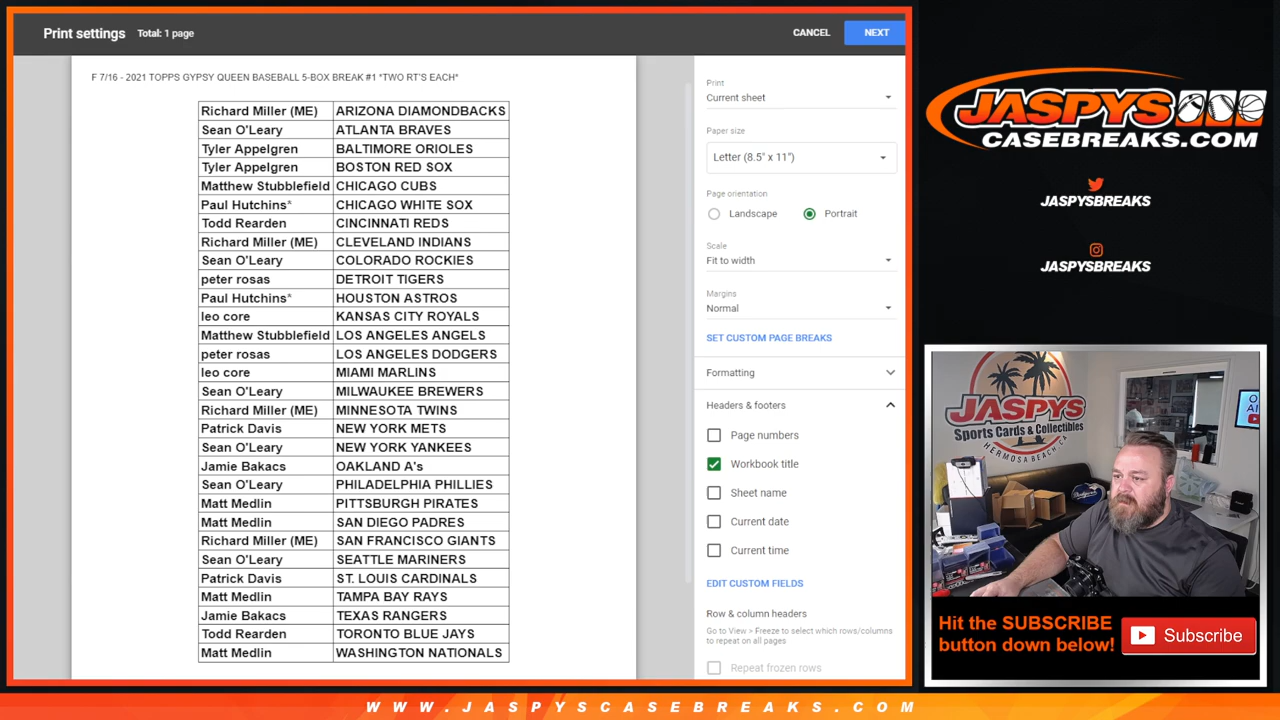 Print settings Total: 1 page CANCEL NEXT
F 7/16 - 2021 TOPPS GYPSY QUEEN BASEBALL 5-BOX BREAK #1 *TWO RT'S EACH*
Richard Miller (ME) ARIZONA DIAMONDBACKS
Sean O'Leary ATLANTA BRAVES
Tyler Appelgren BALTIMORE ORIOLES
Tyler Appelgren BOSTON RED SOX
Matthew Stubblefield CHICAGO CUBS
Paul Hutchins* CHICAGO WHITE SOX
Todd Rearden CINCINNATI REDS
Richard Miller (ME) CLEVELAND INDIANS
Sean O'Leary COLORADO ROCKIES
peter rosas DETROIT TIGERS
Paul Hutchins* HOUSTON ASTROS
leo core KANSAS CITY ROYALS
Matthew Stubblefield LOS ANGELES ANGELS
peter rosas LOS ANGELES DODGERS
leo core MIAMI MARLINS
Sean O'Leary MILWAUKEE BREWERS
Richard Miller (ME) MINNESOTA TWINS
Patrick Davis NEW YORK METS
Sean O'Leary NEW YORK YANKEES
Jamie Bakacs OAKLAND A's
Sean O'Leary PHILADELPHIA PHILLIES
Matt Medlin PITTSBURGH PIRATES
Matt Medlin SAN DIEGO PADRES
Richard Miller (ME) SAN FRANCISCO GIANTS
Sean O'Leary SEATTLE MARINERS
Patrick Davis ST. LOUIS CARDINALS
Matt Medlin TAMPA BAY RAYS
Jamie Bakacs TEXAS RANGERS
Todd Rearden TORONTO BLUE JAYS
Matt Medlin WASHINGTON NATIONALS
Print
Current sheet
Paper size
Letter (8.5" x 11")
Page orientation
Landscape Portrait
Scale
Fit to width
Margins
Normal
SET CUSTOM PAGE BREAKS
Formatting
Headers & footers
Page numbers
Workbook title
Sheet name
Current date
Current time
EDIT CUSTOM FIELDS
Row & column headers
Go to View > Freeze to select which rows/columns
to repeat on all pages
Repeat frozen rows
JASPYS
CASEBREAKS.COM
JASPYSBREAKS
JASPYSBREAKS
JASPYS
Sports Cards & Collectibles
HERMOSA BEACH, CA
Hit the SUBSCRIBE
button down below!
Subscribe
WWW.JASPYSCASEBREAKS.COM